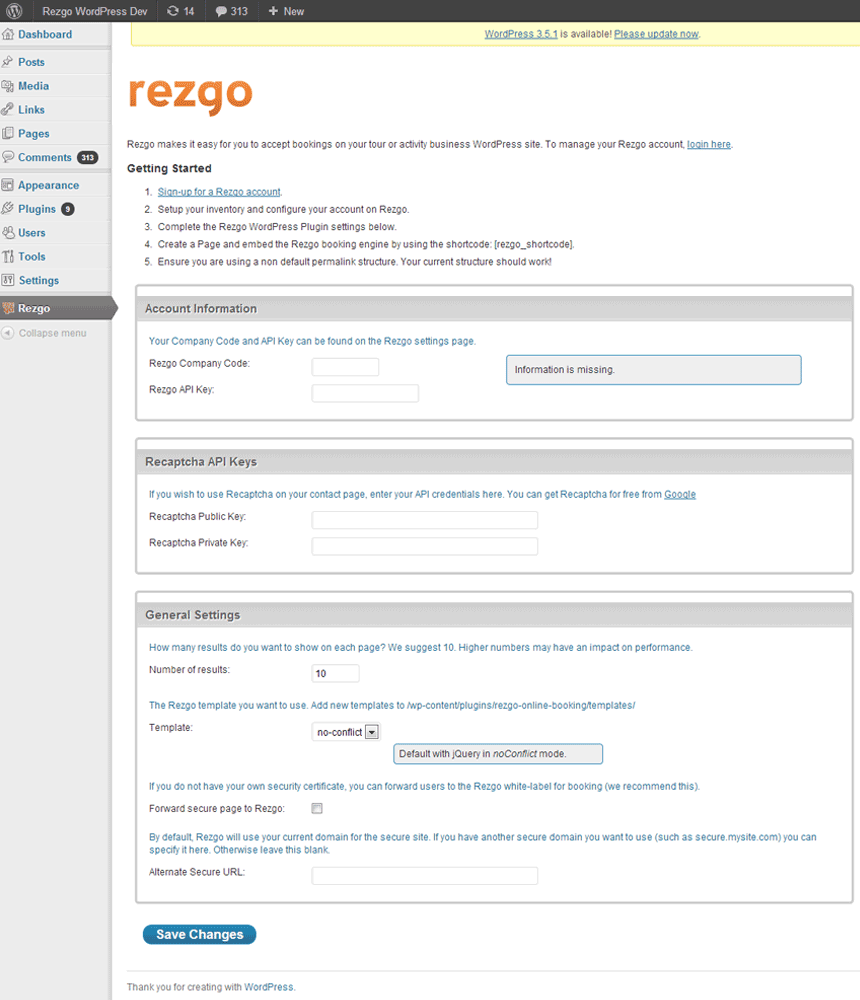 Rezgo WordPress Dev 14 313 + New
Dashboard
Posts
Media
Links
Pages
Comments 313
Appearance
Plugins 9
Users
Tools
Settings
Rezgo
Collapse menu
WordPress 3.5.1 is available! Please update now.
rezgo
Rezgo makes it easy for you to accept bookings on your tour or activity business WordPress site. To manage your Rezgo account, login here.
Getting Started
1. Sign-up for a Rezgo account.
2. Setup your inventory and configure your account on Rezgo.
3. Complete the Rezgo WordPress Plugin settings below.
4. Create a Page and embed the Rezgo booking engine by using the shortcode: [rezgo_shortcode].
5. Ensure you are using a non default permalink structure. Your current structure should work!
Account Information
Your Company Code and API Key can be found on the Rezgo settings page.
Rezgo Company Code:
Information is missing.
Rezgo API Key:
Recaptcha API Keys
If you wish to use Recaptcha on your contact page, enter your API credentials here. You can get Recaptcha for free from Google
Recaptcha Public Key:
Recaptcha Private Key:
General Settings
How many results do you want to show on each page? We suggest 10. Higher numbers may have an impact on performance.
Number of results: 10
The Rezgo template you want to use. Add new templates to /wp-content/plugins/rezgo-online-booking/templates/
Template: no-conflict
Default with jQuery in noConflict mode.
If you do not have your own security certificate, you can forward users to the Rezgo white-label for booking (we recommend this).
Forward secure page to Rezgo:
By default, Rezgo will use your current domain for the secure site. If you have another secure domain you want to use (such as secure.mysite.com) you can
specify it here. Otherwise leave this blank.
Alternate Secure URL:
Save Changes
Thank you for creating with WordPress.